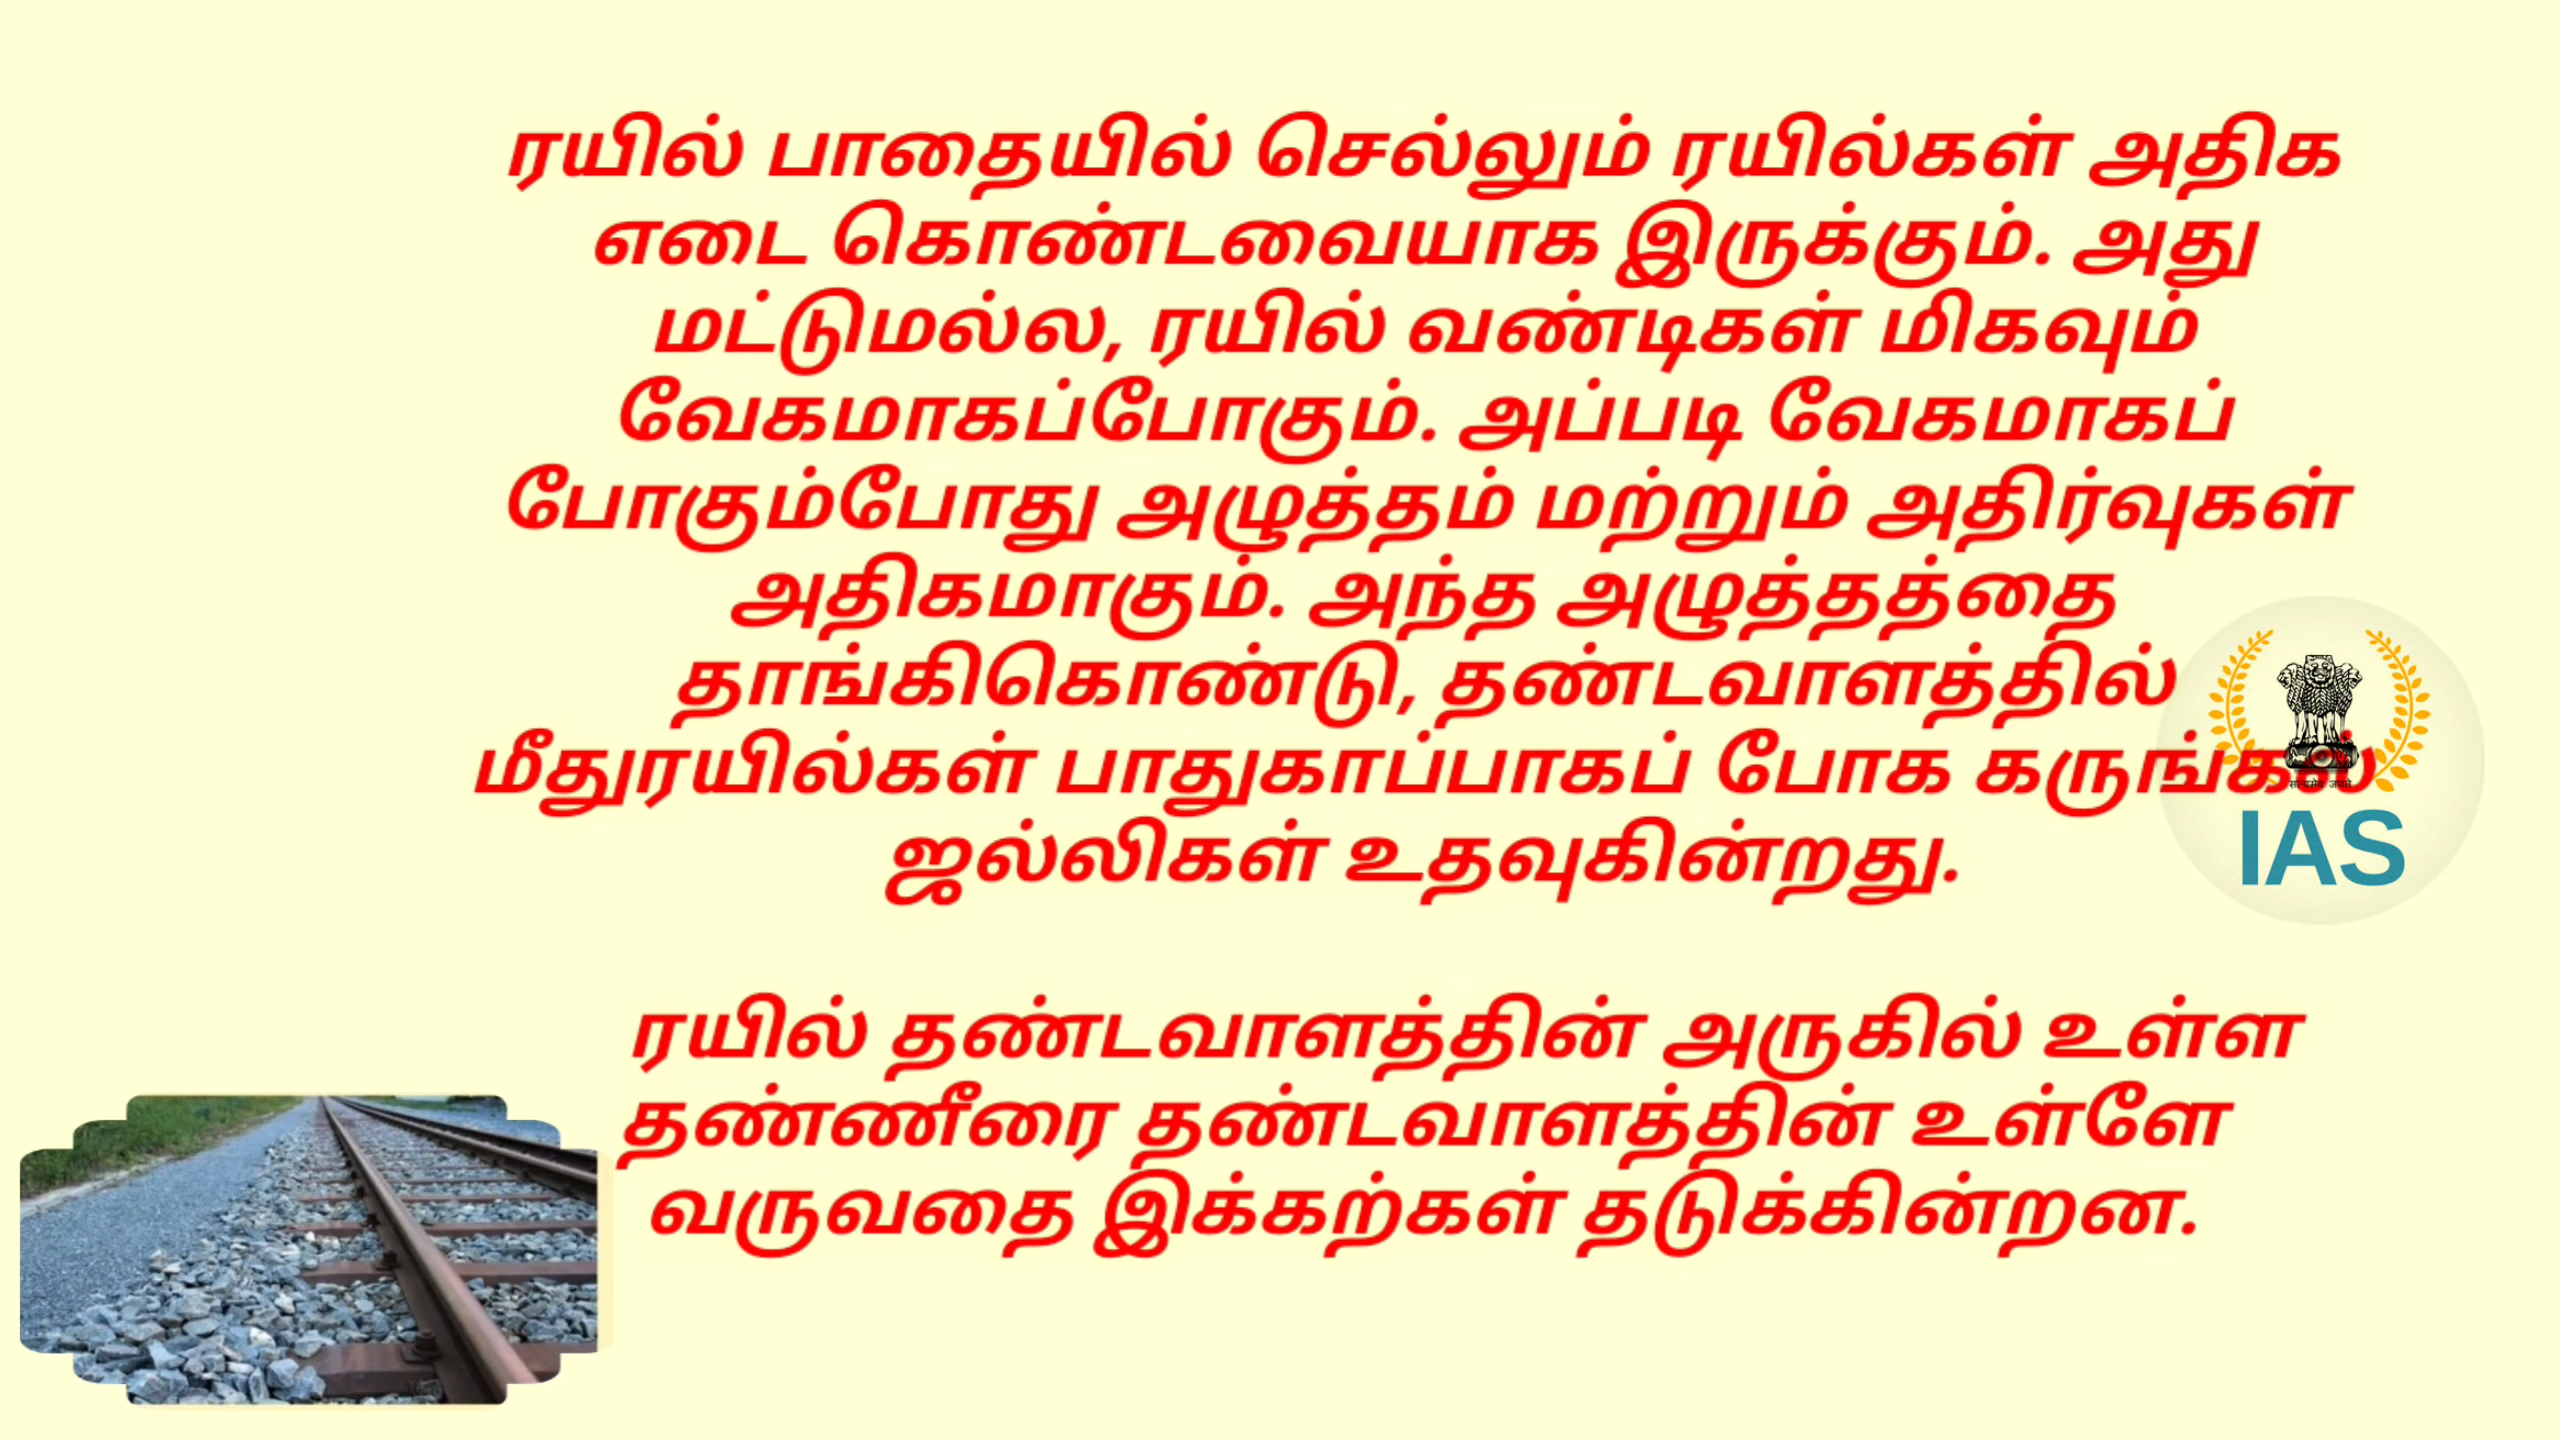 ரயில் பாதையில் செல்லும் ரயில்கள் அதிக
எடை கொண்டவையாக இருக்கும். அது
மட்டுமல்ல, ரயில் வண்டிகள் மிகவும்
வேகமாகப்போகும். அப்படி வேகமாகப்
போகும்போது அழுத்தம் மற்றும் அதிர்வுகள்
அதிகமாகும். அந்த அழுத்தத்தை
தாங்கிகொண்டு, தண்டவாளத்தில்
மீதுரயில்கள் பாதுகாப்பாகப் போக கருங்கல்
ஜல்லிகள் உதவுகின்றது.
सत्यमेव जयते
IAS
ரயில் தண்டவாளத்தின் அருகில் உள்ள
தண்ணீரை தண்டவாளத்தின் உள்ளே
வருவதை இக்கற்கள் தடுக்கின்றன.